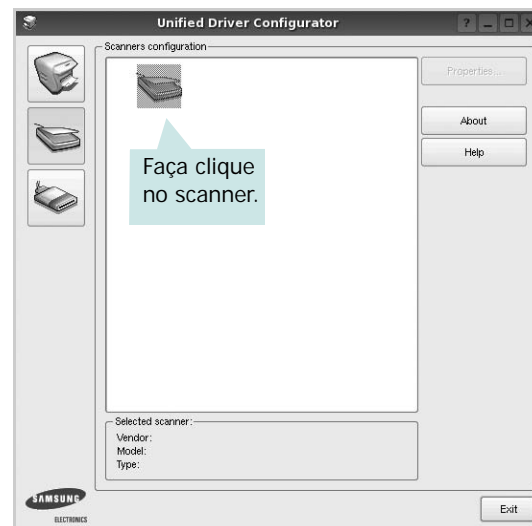 Unified Driver Configurator
Scanners configuration
Properties...
About
Help
Faça clique
no scanner.
Selected scanner:
Vendor:
Model:
Type:
SAMSUNG
ELECTRONICS
Exit